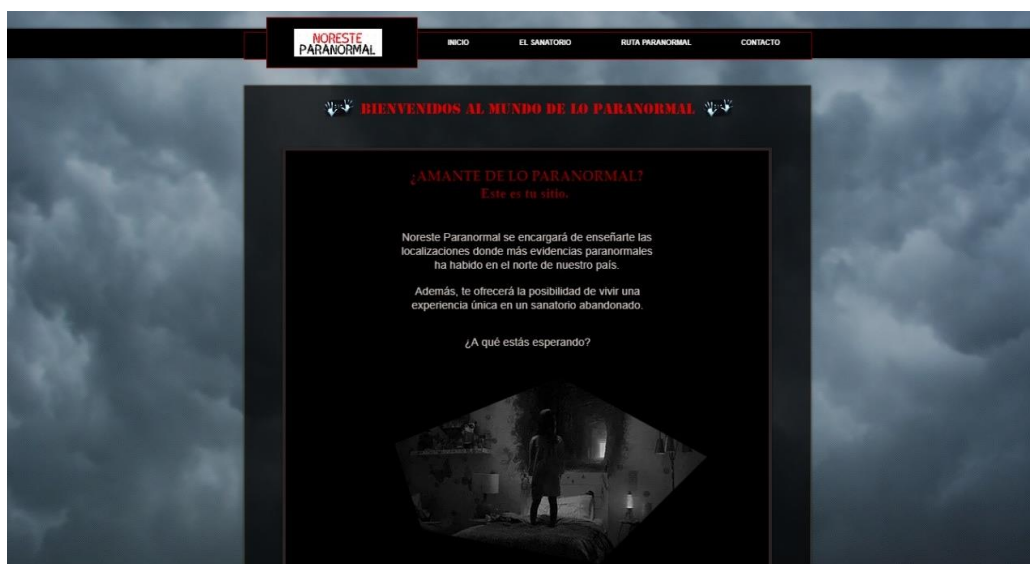 NORESTE
PARANORMAL
INICIO
EL SANATORIO
RUTA PARANORMAL
CONTACTO
BIENVENIDOS AL MUNDO DE LO PARANORMAL
¿AMANTE DE LO PARANORMAL?
Este es tu sitio.
Noreste Paranormal se encargará de enseñarte las
localizaciones donde más evidencias paranormales
ha habido en el norte de nuestro país.
Además, te ofrecerá la posibilidad de vivir una
experiencia única en un sanatorio abandonado.
¿A qué estás esperando?